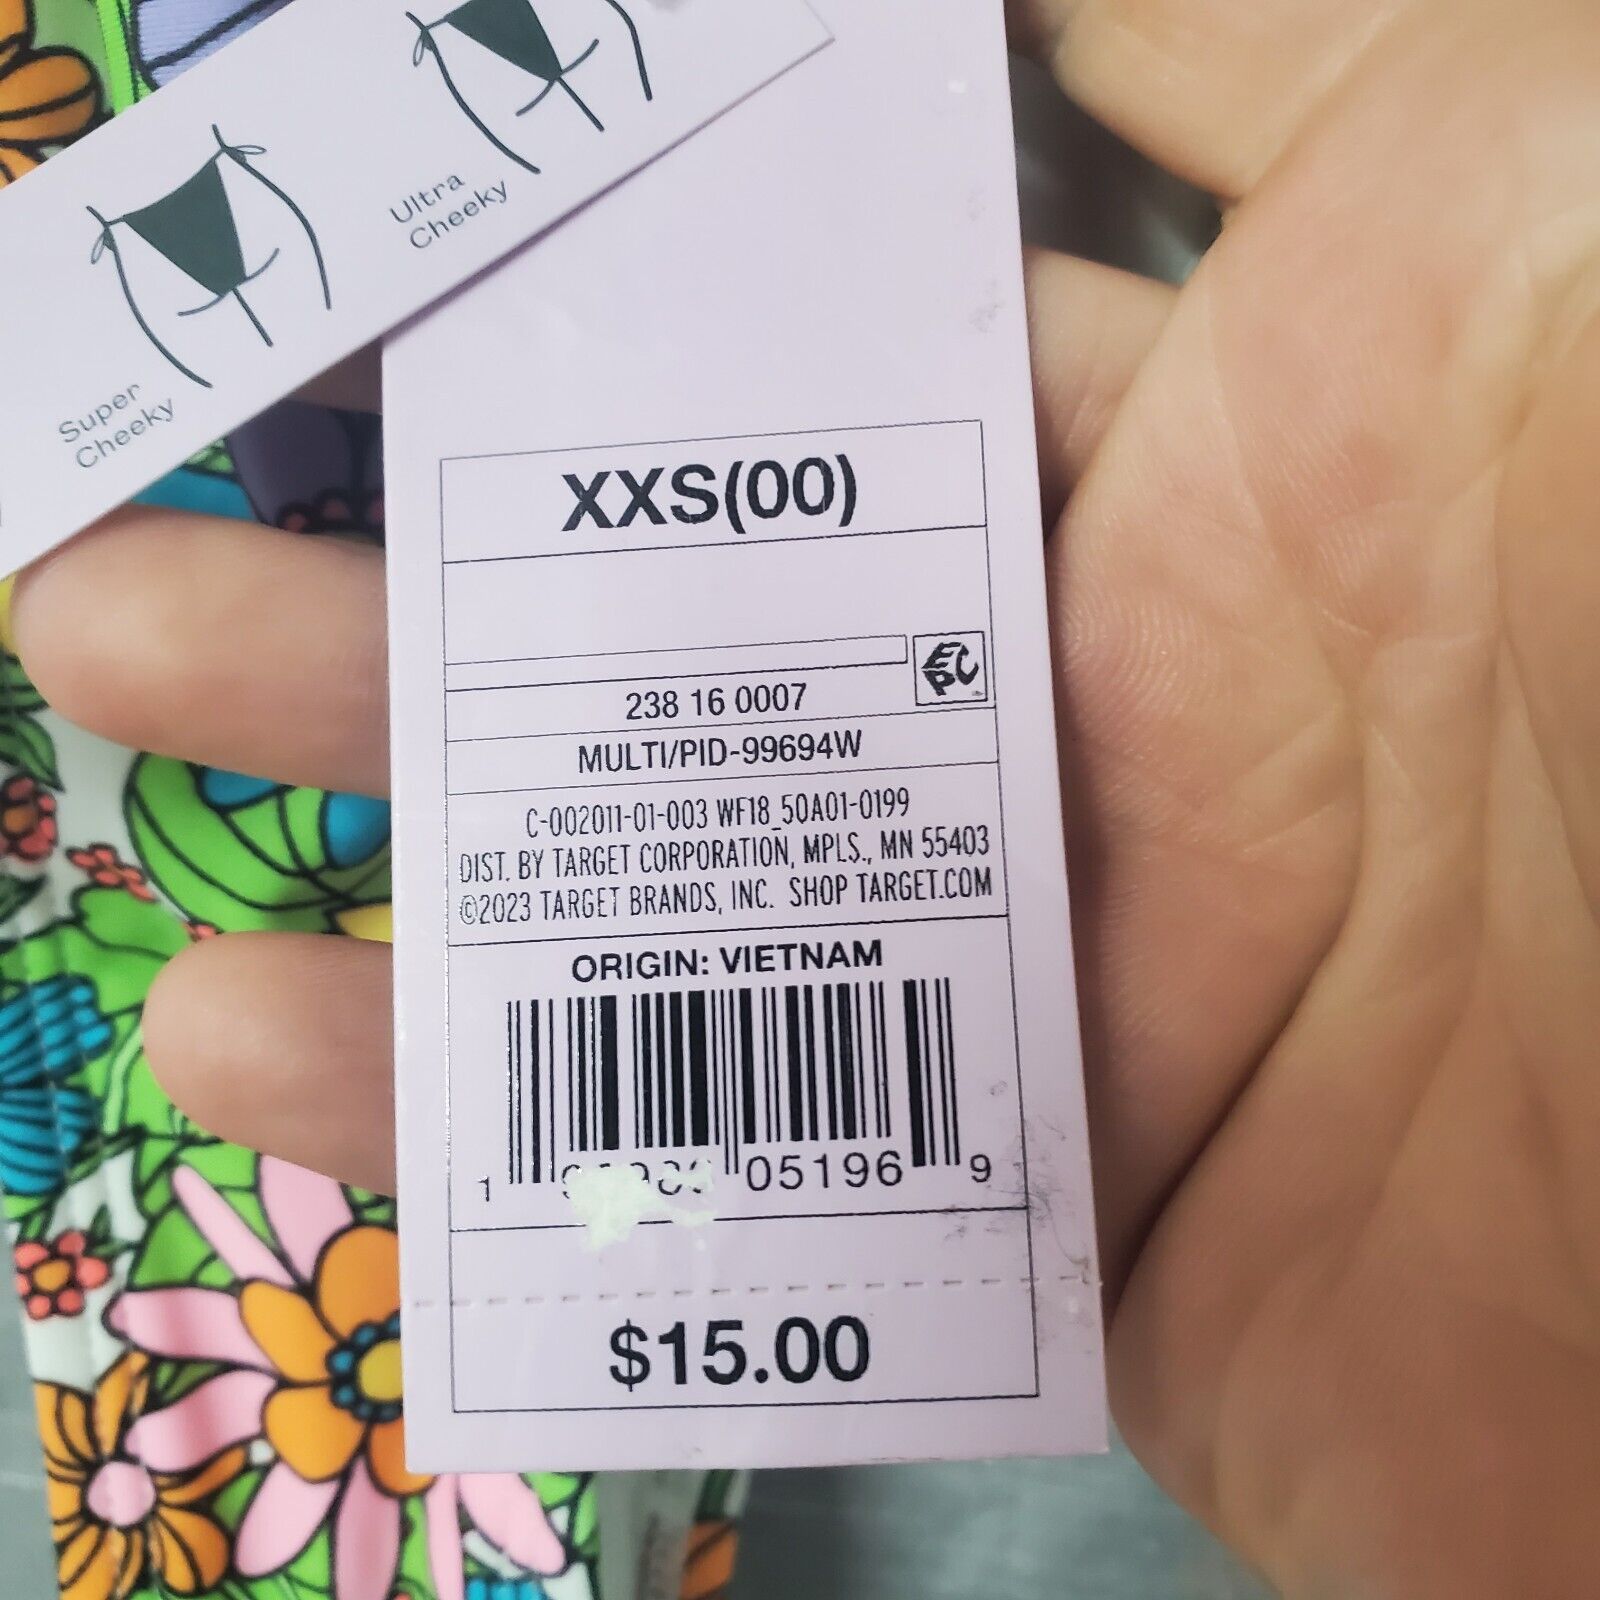 Ultra
Cheeky
Super
Cheeky
XXS(00)
EPC
238 16 0007
MULTI/PID-99694W
C-002011-01-003 WF18_50A01-0199
DIST. BY TARGET CORPORATION, MPLS., MN 55403
©2023 TARGET BRANDS, INC. SHOP TARGET.COM
ORIGIN: VIETNAM
1 05196 9
$15.00